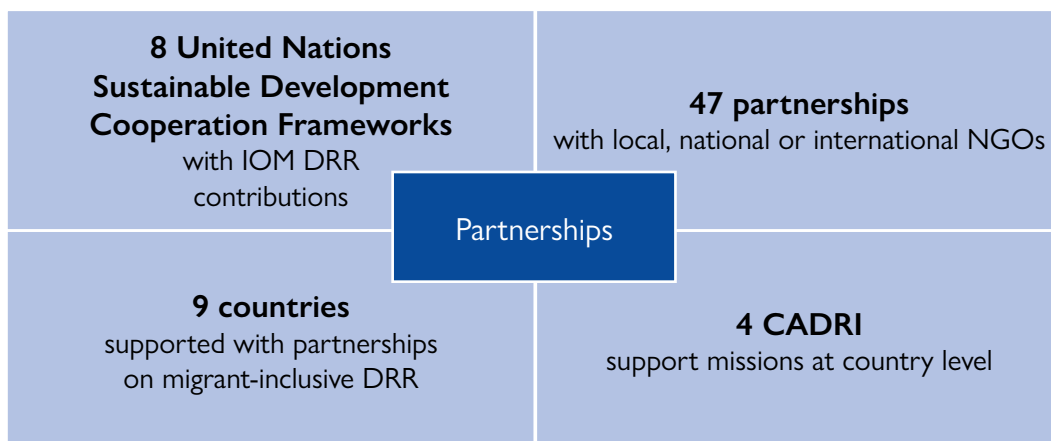 8 United Nations
Sustainable Development
Cooperation Frameworks
with IOM DRR
contributions
47 partnerships
with local, national or international NGOs
Partnerships
9 countries
supported with partnerships
on migrant-inclusive DRR
4 CADRI
support missions at country level